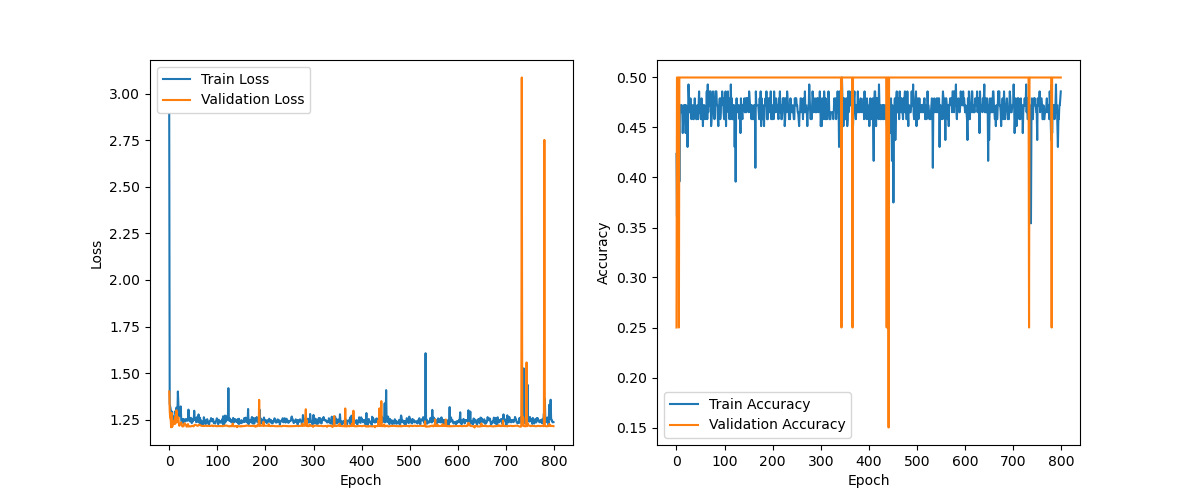 Train Loss
Validation Loss
3.00
2.75
2.50
2.25
2.00
1.75
1.50
1.25
Loss
0 100 200 300 400 500 600 700 800
Epoch
0.50
0.45
0.40
0.35
0.30
0.25
0.20
0.15
Accuracy
Train Accuracy
Validation Accuracy
0 100 200 300 400 500 600 700 800
Epoch